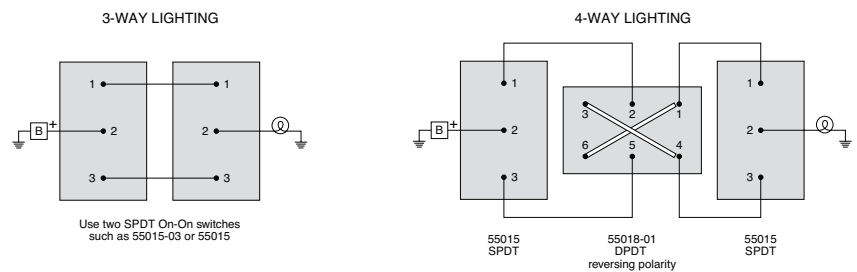 3-WAY LIGHTING
1 1
B + 2 2
3 3
Use two SPDT On-On switches
such as 55015-03 or 55015
4-WAY LIGHTING
1 3 2 1 1
B + 2 2
6 5 4
3 3
55015
SPDT
55018-01
DPDT
reversing polarity
55015
SPDT